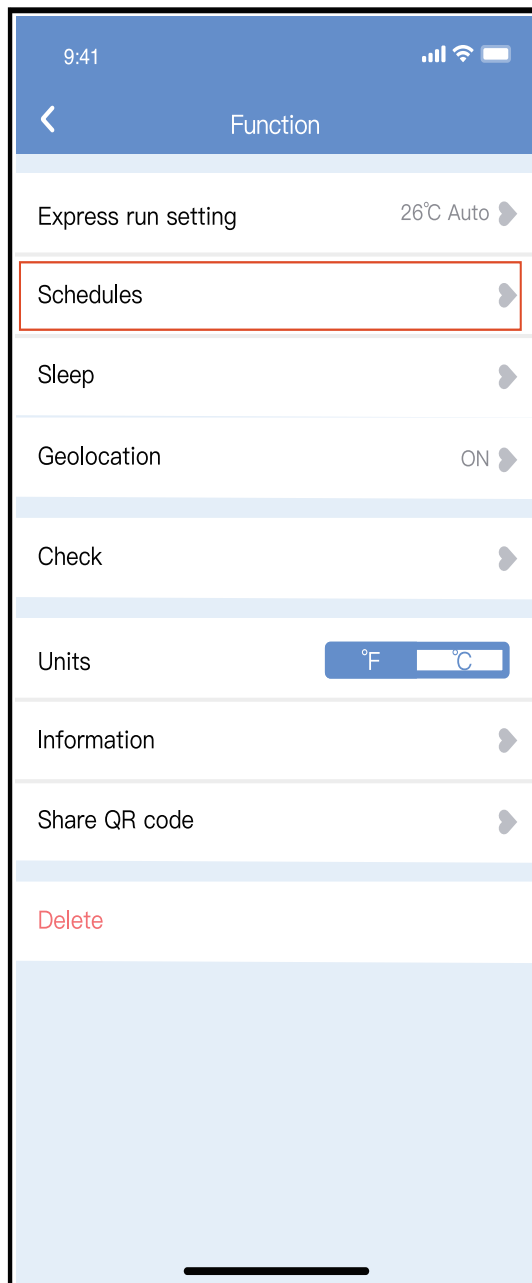 9:41
Function
Express run setting
26℃ Auto
Schedules
Sleep
Geolocation
ON
Check
Units
℉ ℃
Information
Share QR code
Delete